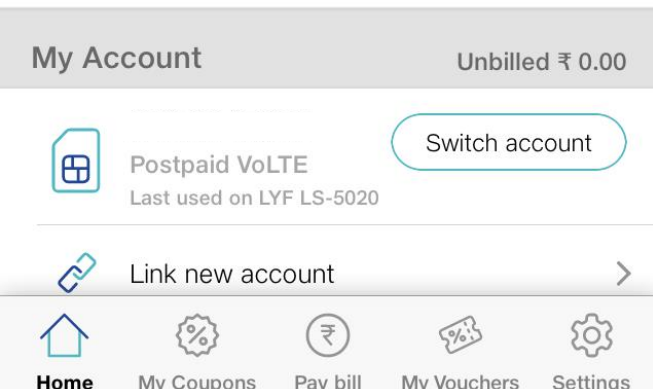 My Account
Unbilled ₹ 0.00
Switch account
Postpaid VoLTE
Last used on LYF LS-5020
Link new account
Home My Coupons Pay bill My Vouchers Settings